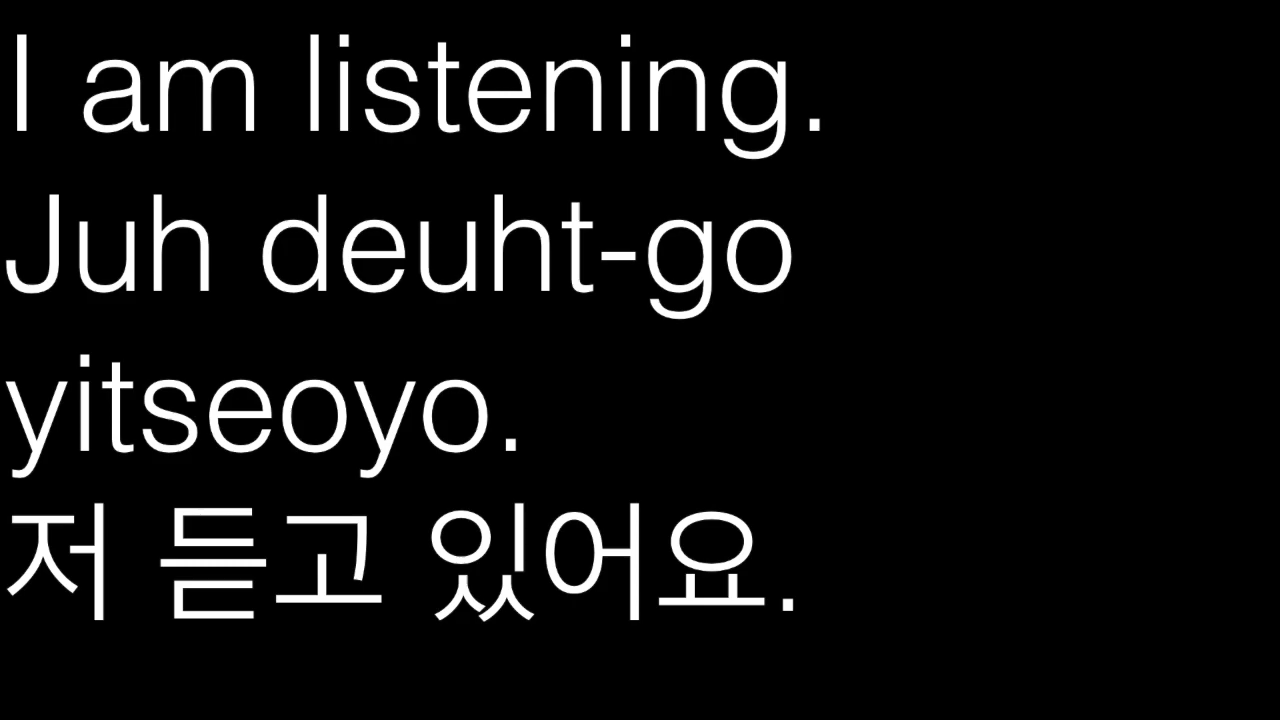 I am listening.
Juh deuht-go
yitseoyo.
저 듣고 있어요.